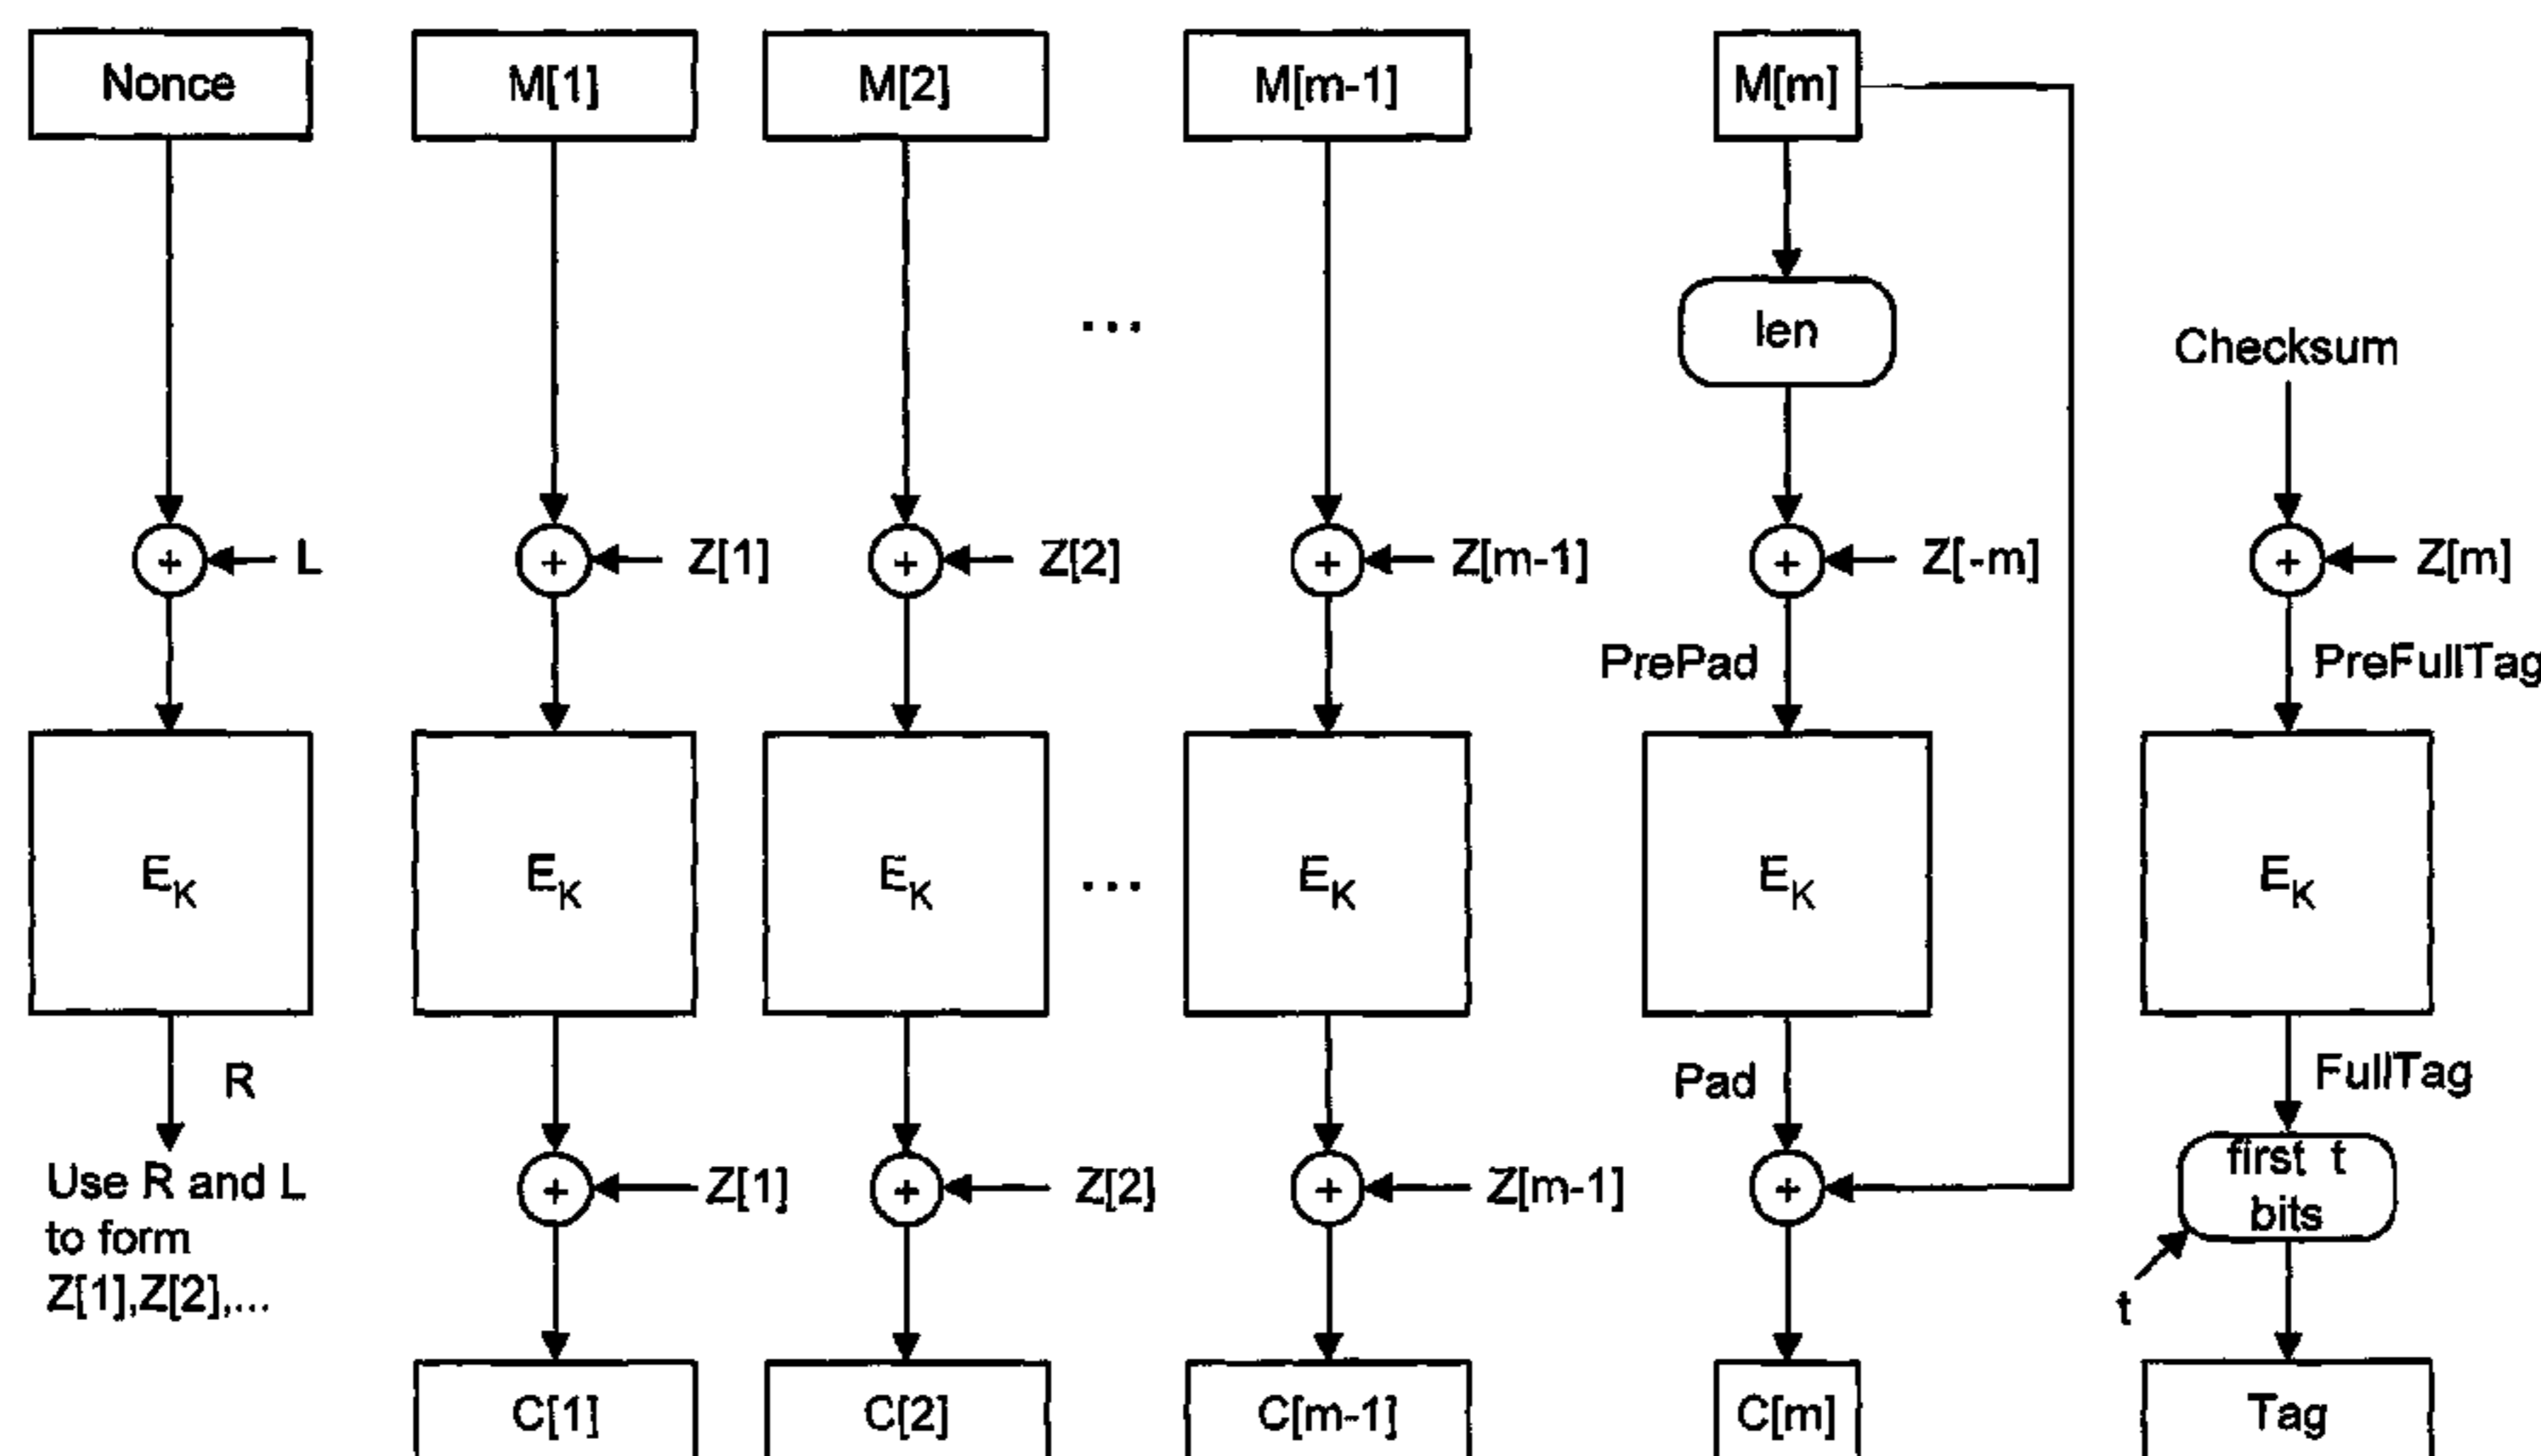 Nonce M[1] M[2] M[m-1] M[m]
...
len
Checksum
+ L + Z[1] + Z[2] + Z[m-1] + Z[-m] + Z[m]
PrePad PreFullTag
E_K E_K E_K ... E_K E_K E_K
R Pad FullTag
Use R and L
to form
Z[1],Z[2],...
+ Z[1] + Z[2] + Z[m-1] +
first t
bits
t
C[1] C[2] C[m-1] C[m] Tag